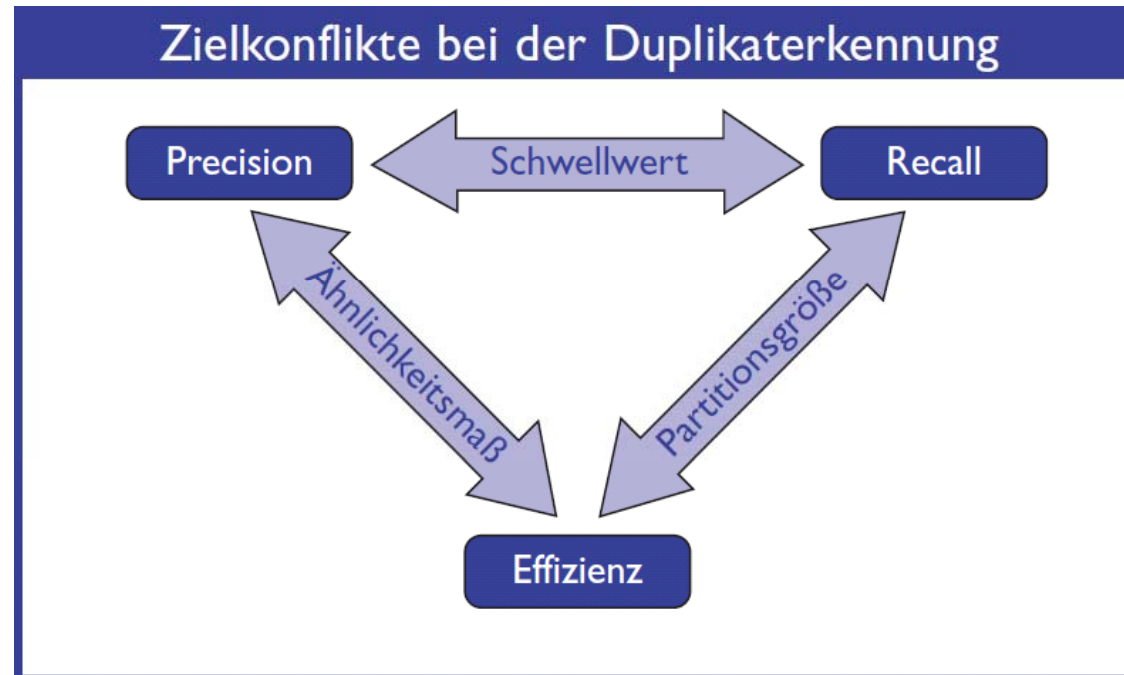 Zielkonflikte bei der Duplikaterkennung
Precision
Schwellwert
Recall
Ähnlichkeitsmaß
Partitionsgröße
Effizienz